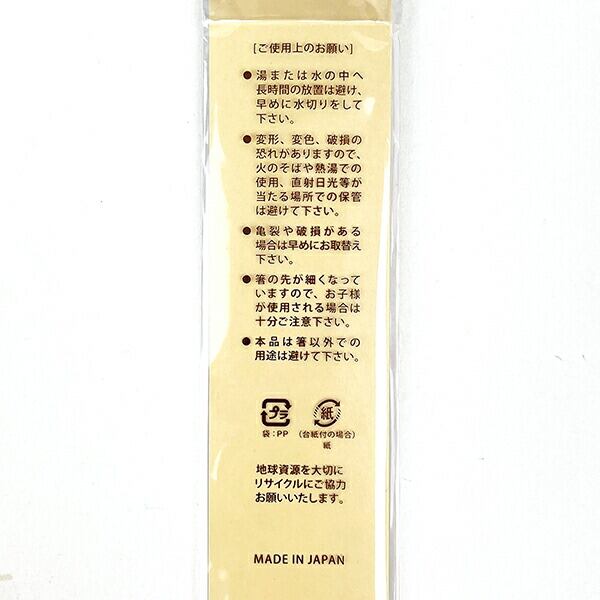 [ご使用上のお願い]
●湯または水の中へ
長時間の放置は避け、
早めに水切りをして
下さい。
●変形、変色、破損の
恐れがありますので、
火のそばや熱湯での
使用、直射日光等が
当たる場所での保管
は避けて下さい。
●亀裂や破損がある
場合は早めにお取替え
下さい。
●箸の先が細くなって
いますので、お子様
が使用される場合は
十分ご注意下さい。
●本品は箸以外での
用途は避けて下さい。
プラ 紙
袋:PP (台紙付の場合)
紙
地球資源を大切に
リサイクルにご協力
お願いいたします。
MADE IN JAPAN